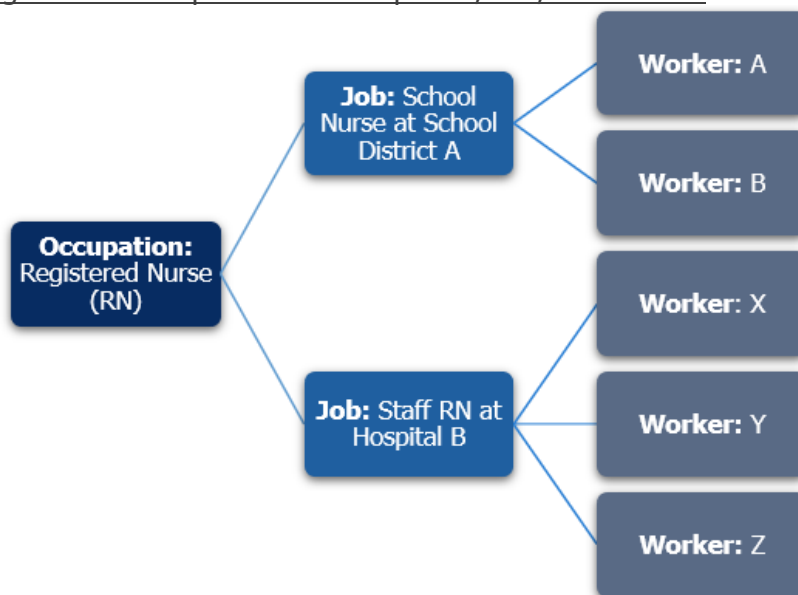 Job: School
Nurse at School
District A
Worker: A
Worker: B
Occupation:
Registered Nurse
(RN)
Job: Staff RN at
Hospital B
Worker: X
Worker: Y
Worker: Z